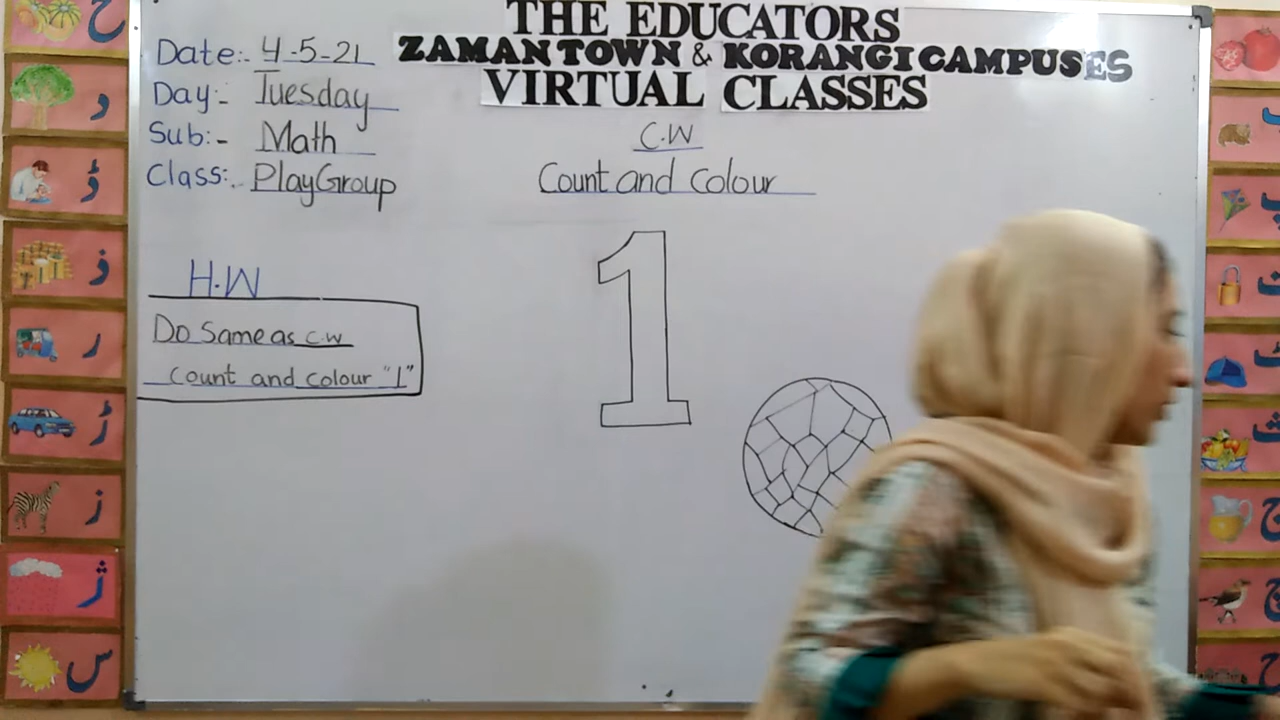 THE EDUCATORS
ZAMAN TOWN & KORANGI CAMPUSES
VIRTUAL CLASSES
Date:- 4-5-21
Day:- Tuesday
Sub:- Math
Class:- PlayGroup
C.W
Count and Colour
1
H.W
Do Same as C.W
Count and Colour "1"
ح
د
ڈ
ذ
ر
ڑ
ز
ژ
س
ب
پ
ت
ٹ
ث
ج
چ
ح